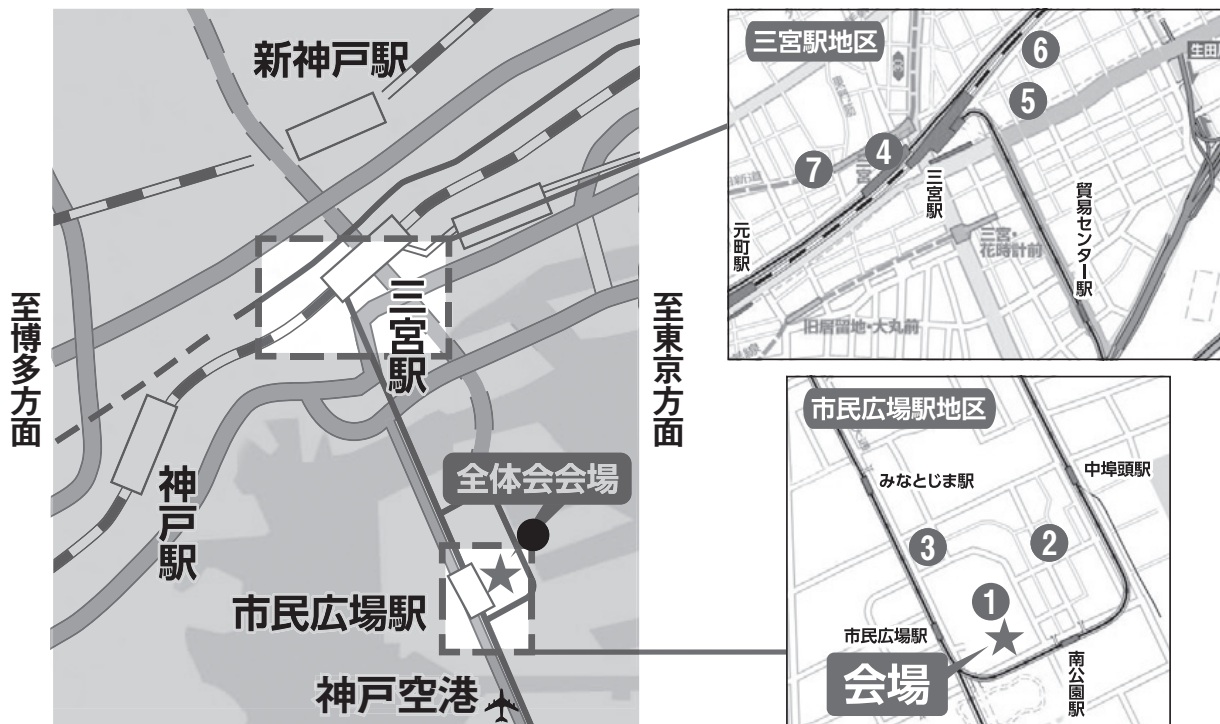 新神戸駅
三宮駅
至博多方面
至東京方面
神戸駅
全体会会場
市民広場駅
神戸空港
三宮駅地区
生田
6
5
4
7
三宮駅
元町駅
貿易センター駅
三宮・
花時計前
旧居留地・大丸前
市民広場駅地区
みなとじま駅
中埠頭駅
3
2
1
市民広場駅
会場
南公園駅